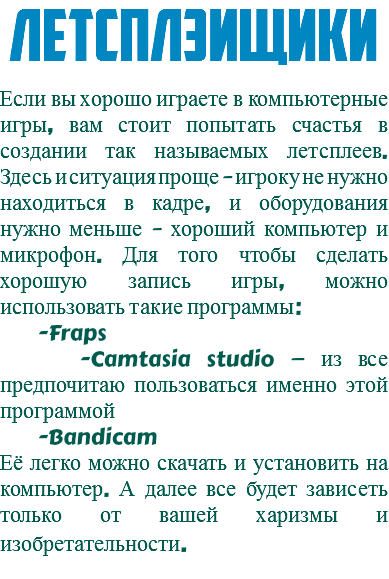 ЛЕТСПЛЭИЩИКИ
Если вы хорошо играете в компьютерные
игры, вам стоит попытать счастья в
создании так называемых летсплеев.
Здесь и ситуация проще – игроку не нужно
находиться в кадре, и оборудования
нужно меньше – хороший компьютер и
микрофон. Для того чтобы сделать
хорошую запись игры, можно
использовать такие программы:
-Fraps
-Camtasia studio – из все
предпочитаю пользоваться именно этой
программой
-Bandicam
Её легко можно скачать и установить на
компьютер. А далее все будет зависеть
только от вашей харизмы и
изобретательности.